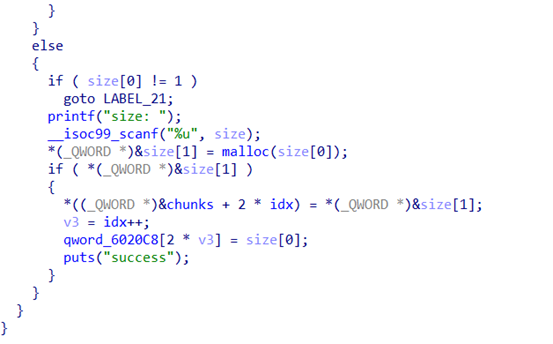 }
}
else
{
if ( size[0] != 1 )
goto LABEL_21;
printf("size: ");
__isoc99_scanf("%u", size);
*(_QWORD *)&size[1] = malloc(size[0]);
if ( *(_QWORD *)&size[1] )
{
*((_QWORD *)&chunks + 2 * idx) = *(_QWORD *)&size[1];
v3 = idx++;
qword_6020C8[2 * v3] = size[0];
puts("success");
}
}
}
}